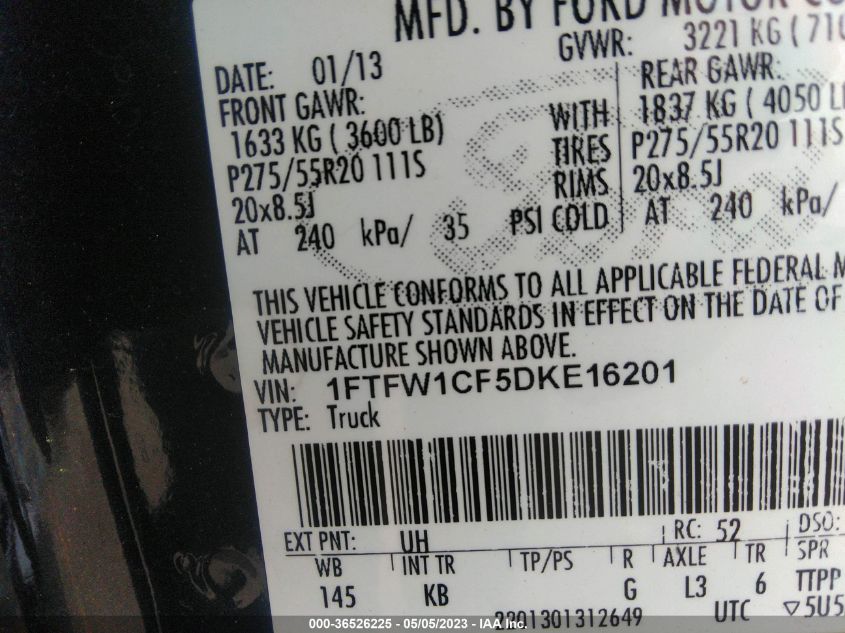 MFD. BY FORD MOTOR CO
GVWR: 3221 KG ( 710
DATE: 01/13
FRONT GAWR: REAR GAWR:
1633 KG ( 3600 LB) WITH 1837 KG ( 4050 L
P275/55R20 111S TIRES P275/55R20 111S
20x8.5J RIMS 20x8.5J
AT 240 kPa/ 35 PSI COLD AT 240 kPa/
THIS VEHICLE CONFORMS TO ALL APPLICABLE FEDERAL M
VEHICLE SAFETY STANDARDS IN EFFECT ON THE DATE OF
MANUFACTURE SHOWN ABOVE.
VIN: 1FTFW1CF5DKE16201
TYPE: Truck
EXT PNT: UH RC: 52 DSO:
WB INT TR TP/PS R AXLE TR SPR
145 KB G L3 6 TTPP
2201301312649 UTC ▽5U5
000-36526225 - 05/05/2023 - IAA Inc.